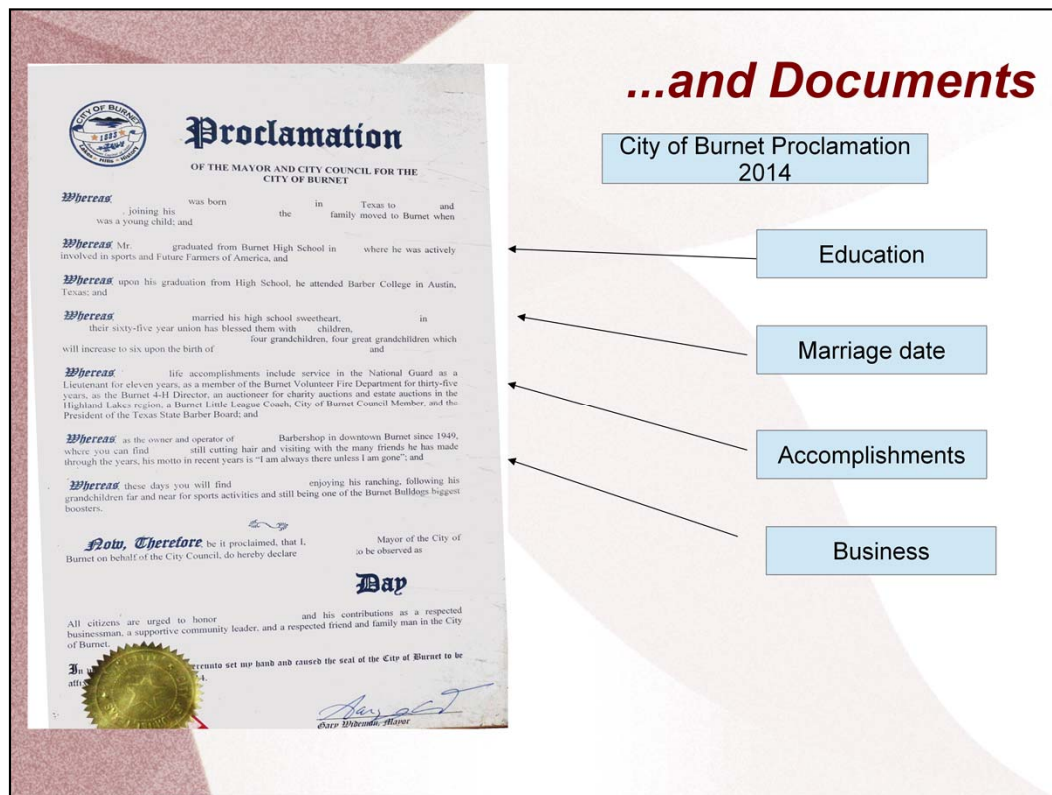 ...and Documents
City of Burnet Proclamation
2014
Education
Marriage date
Accomplishments
Business
CITY OF BURNET
1883
Lakes - Hills - History
Proclamation
OF THE MAYOR AND CITY COUNCIL FOR THE
CITY OF BURNET
Whereas, was born in Texas to and
, joining his the family moved to Burnet when
was a young child; and
Whereas, Mr. graduated from Burnet High School in where he was actively
involved in sports and Future Farmers of America, and
Whereas, upon his graduation from High School, he attended Barber College in Austin,
Texas; and
Whereas, married his high school sweetheart, in
their sixty-five year union has blessed them with children,
four grandchildren, four great grandchildren which
will increase to six upon the birth of and
Whereas, life accomplishments include service in the National Guard as a
Lieutenant for eleven years, as a member of the Burnet Volunteer Fire Department for thirty-five
years, as the Burnet 4-H Director, an auctioneer for charity auctions and estate auctions in the
Highland Lakes region, a Burnet Little League Coach, City of Burnet Council Member, and the
President of the Texas State Barber Board; and
Whereas, as the owner and operator of Barbershop in downtown Burnet since 1949,
where you can find still cutting hair and visiting with the many friends he has made
through the years, his motto in recent years is "I am always there unless I am gone"; and
Whereas, these days you will find enjoying his ranching, following his
grandchildren far and near for sports activities and still being one of the Burnet Bulldogs biggest
boosters.
Now, Therefore, be it proclaimed, that I, Mayor of the City of
Burnet on behalf of the City Council, do hereby declare to be observed as
Day
All citizens are urged to honor and his contributions as a respected
businessman, a supportive community leader, and a respected friend and family man in the City
of Burnet.
In set my hand and caused the seal of the City of Burnet to be
Gary Wideman, Mayor